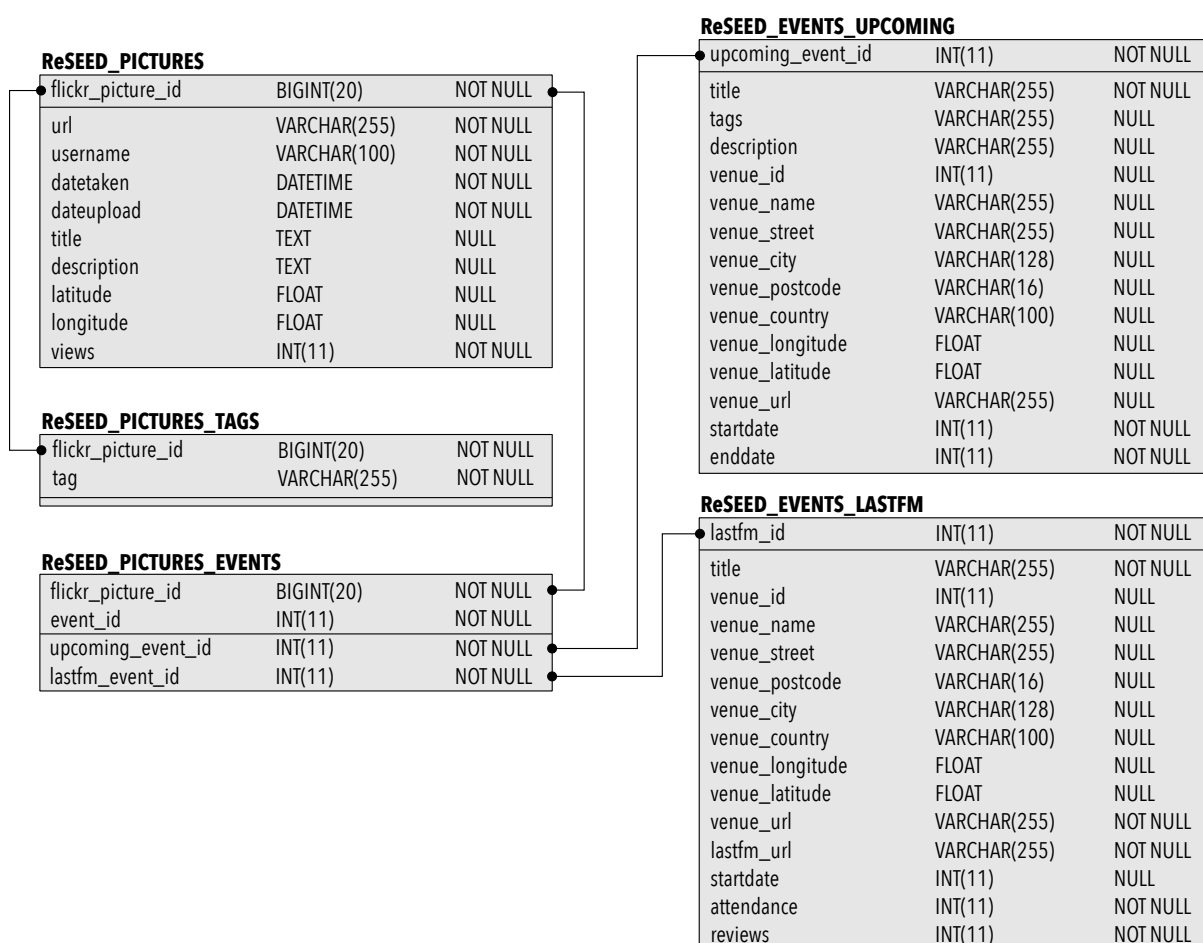 ReSEED_PICTURES
flickr_picture_id BIGINT(20) NOT NULL
url VARCHAR(255) NOT NULL
username VARCHAR(100) NOT NULL
datetaken DATETIME NOT NULL
dateupload DATETIME NOT NULL
title TEXT NULL
description TEXT NULL
latitude FLOAT NULL
longitude FLOAT NULL
views INT(11) NOT NULL
ReSEED_PICTURES_TAGS
flickr_picture_id BIGINT(20) NOT NULL
tag VARCHAR(255) NOT NULL
ReSEED_PICTURES_EVENTS
flickr_picture_id BIGINT(20) NOT NULL
event_id INT(11) NOT NULL
upcoming_event_id INT(11) NOT NULL
lastfm_event_id INT(11) NOT NULL
ReSEED_EVENTS_UPCOMING
upcoming_event_id INT(11) NOT NULL
title VARCHAR(255) NOT NULL
tags VARCHAR(255) NULL
description VARCHAR(255) NULL
venue_id INT(11) NULL
venue_name VARCHAR(255) NULL
venue_street VARCHAR(255) NULL
venue_city VARCHAR(128) NULL
venue_postcode VARCHAR(16) NULL
venue_country VARCHAR(100) NULL
venue_longitude FLOAT NULL
venue_latitude FLOAT NULL
venue_url VARCHAR(255) NULL
startdate INT(11) NOT NULL
enddate INT(11) NOT NULL
ReSEED_EVENTS_LASTFM
lastfm_id INT(11) NOT NULL
title VARCHAR(255) NOT NULL
venue_id INT(11) NULL
venue_name VARCHAR(255) NULL
venue_street VARCHAR(255) NULL
venue_postcode VARCHAR(16) NULL
venue_city VARCHAR(128) NULL
venue_country VARCHAR(100) NULL
venue_longitude FLOAT NULL
venue_latitude FLOAT NULL
venue_url VARCHAR(255) NOT NULL
lastfm_url VARCHAR(255) NOT NULL
startdate INT(11) NULL
attendance INT(11) NOT NULL
reviews INT(11) NOT NULL